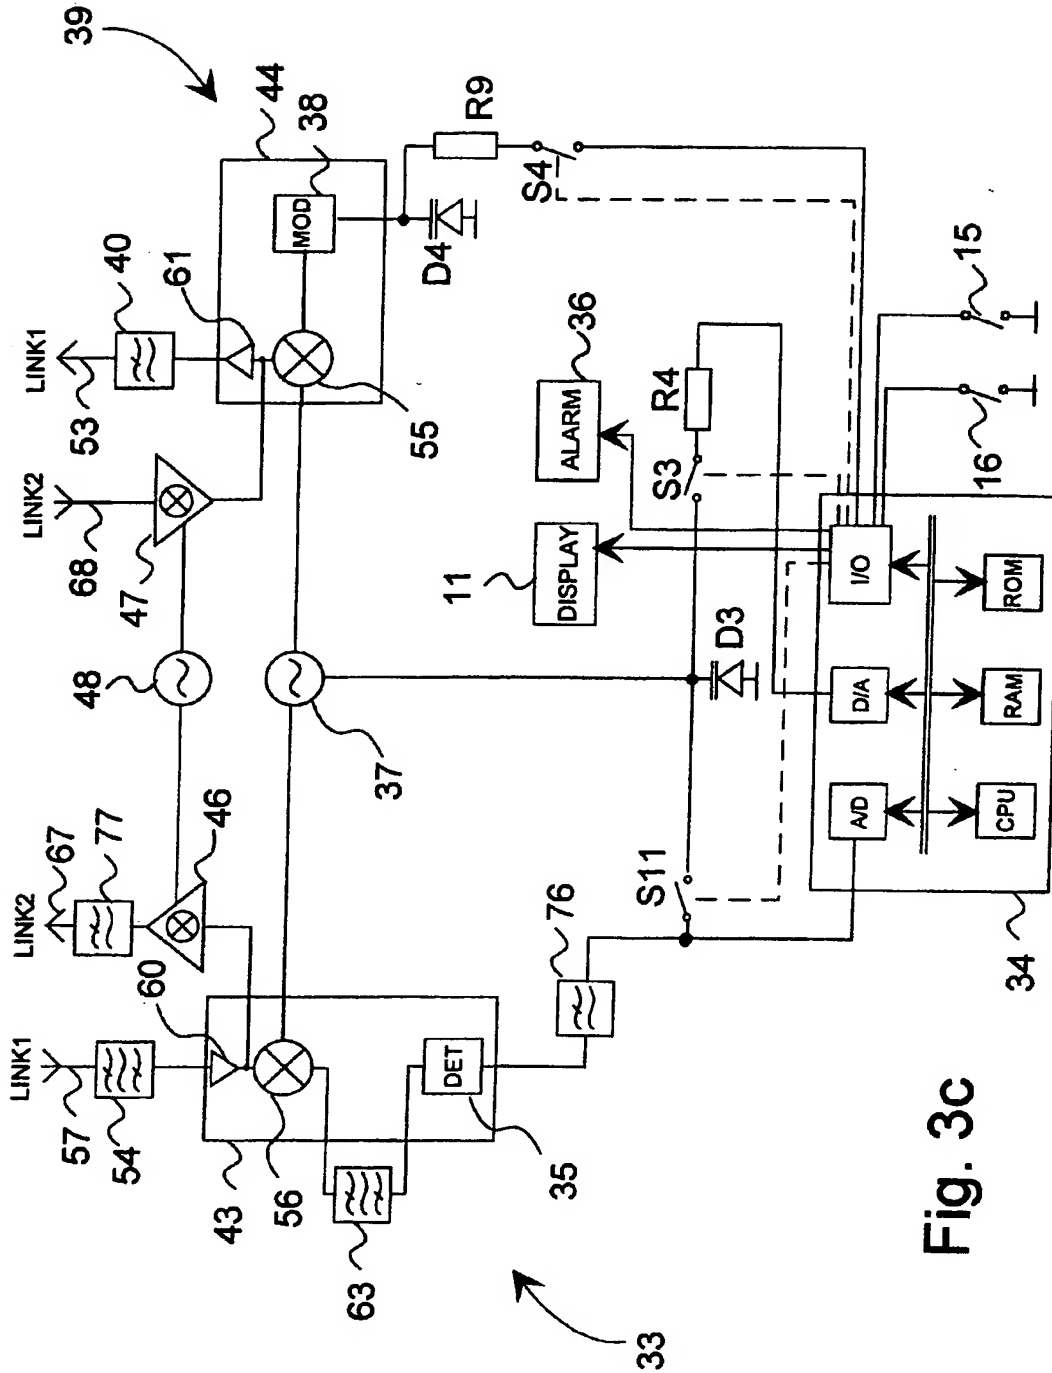 39
44
38
R9
S4
D4
MOD
61
40
LINK1
53
55
LINK2
68
47
48
37
LINK2
67
77
46
LINK1
57
54
60
43
56
63
DET
35
33
76
S11
D3
11
DISPLAY
ALARM
36
R4
S3
15
16
I/O
D/A
A/D
ROM
RAM
CPU
34
Fig. 3c